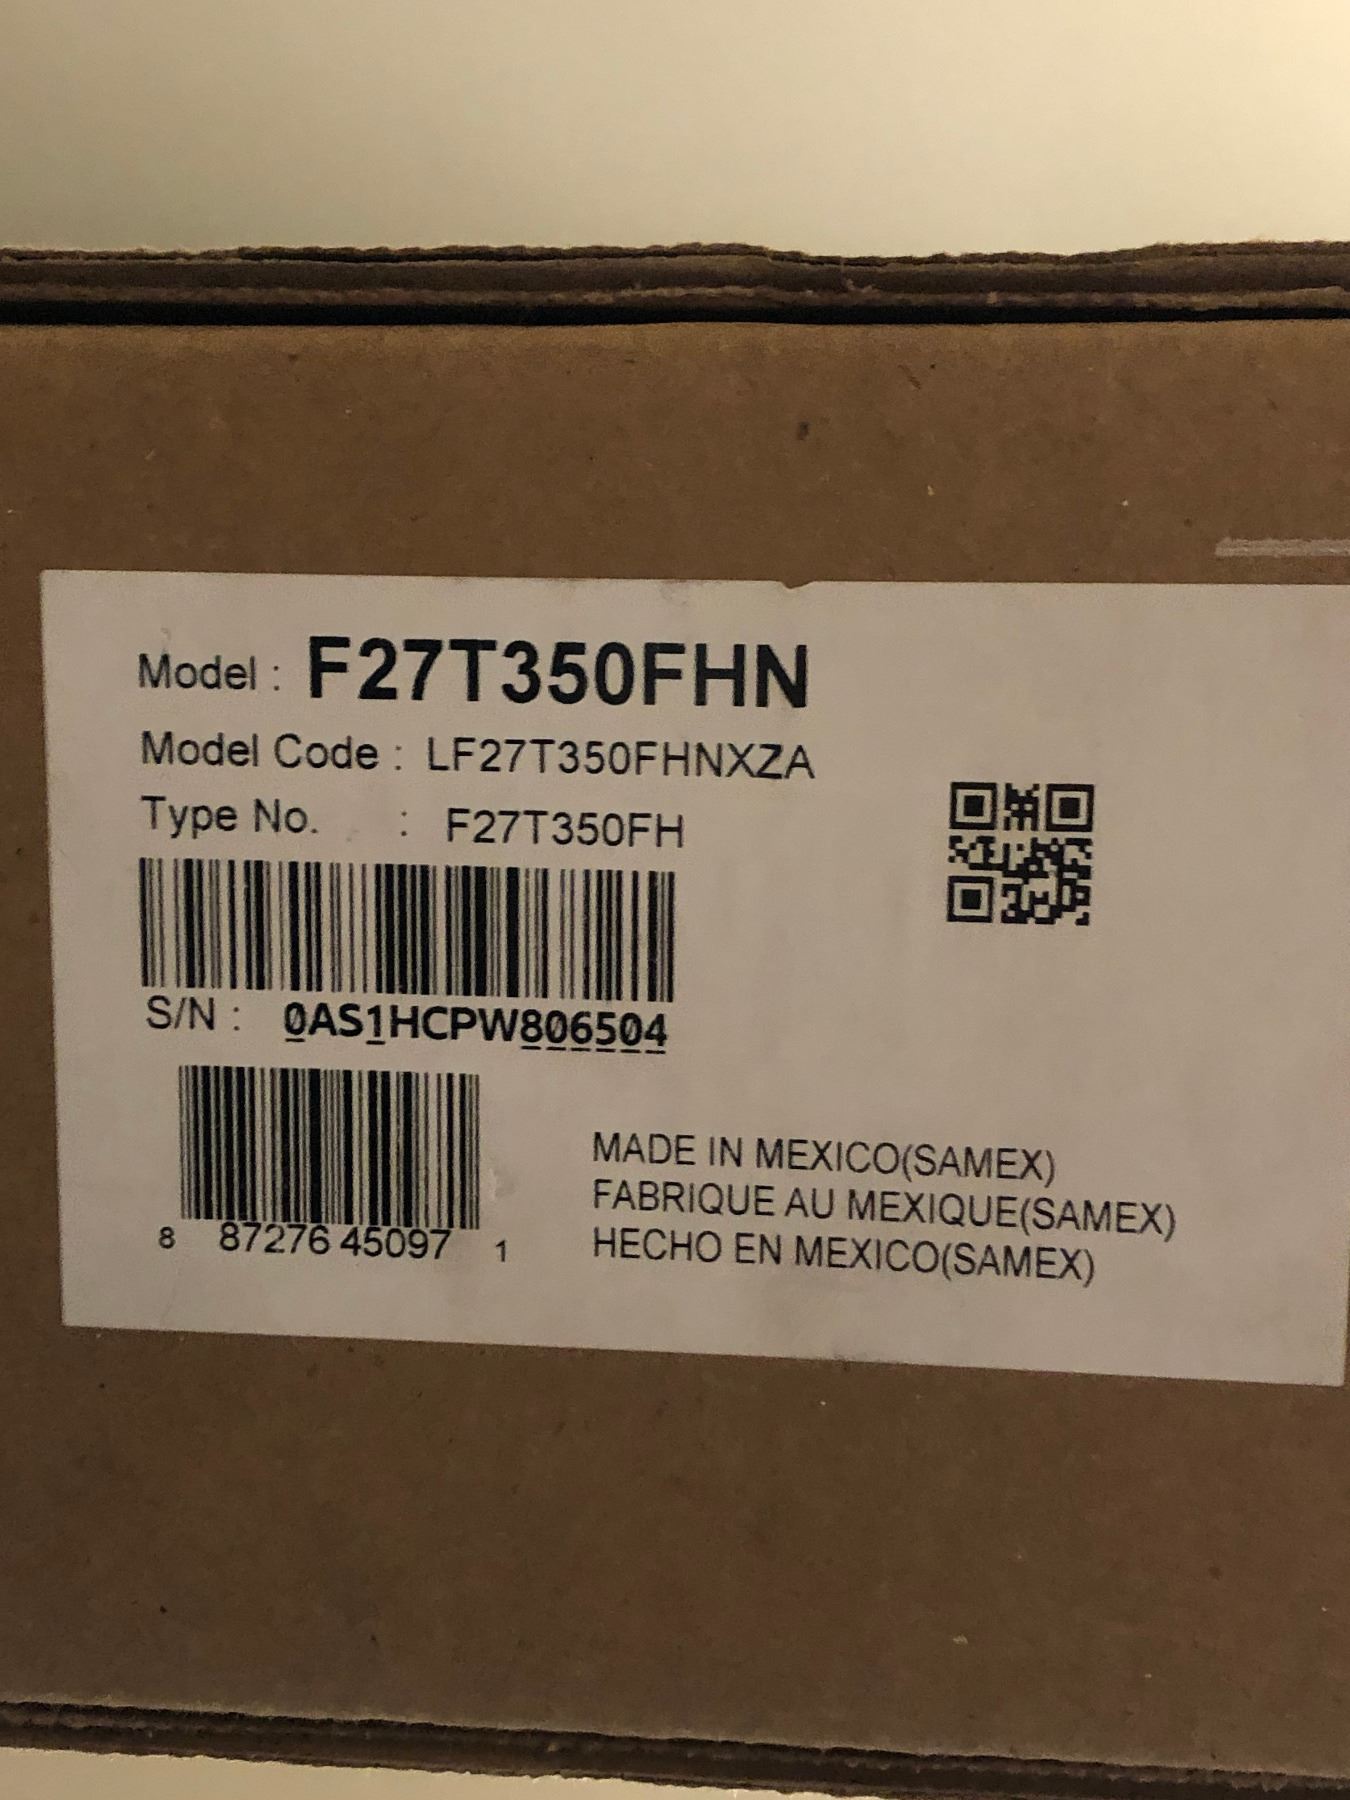 Model : F27T350FHN
Model Code : LF27T350FHNXZA
Type No. : F27T350FH
S/N : 0AS1HCPW806504
8 87276 45097 1
MADE IN MEXICO(SAMEX)
FABRIQUE AU MEXIQUE(SAMEX)
HECHO EN MEXICO(SAMEX)